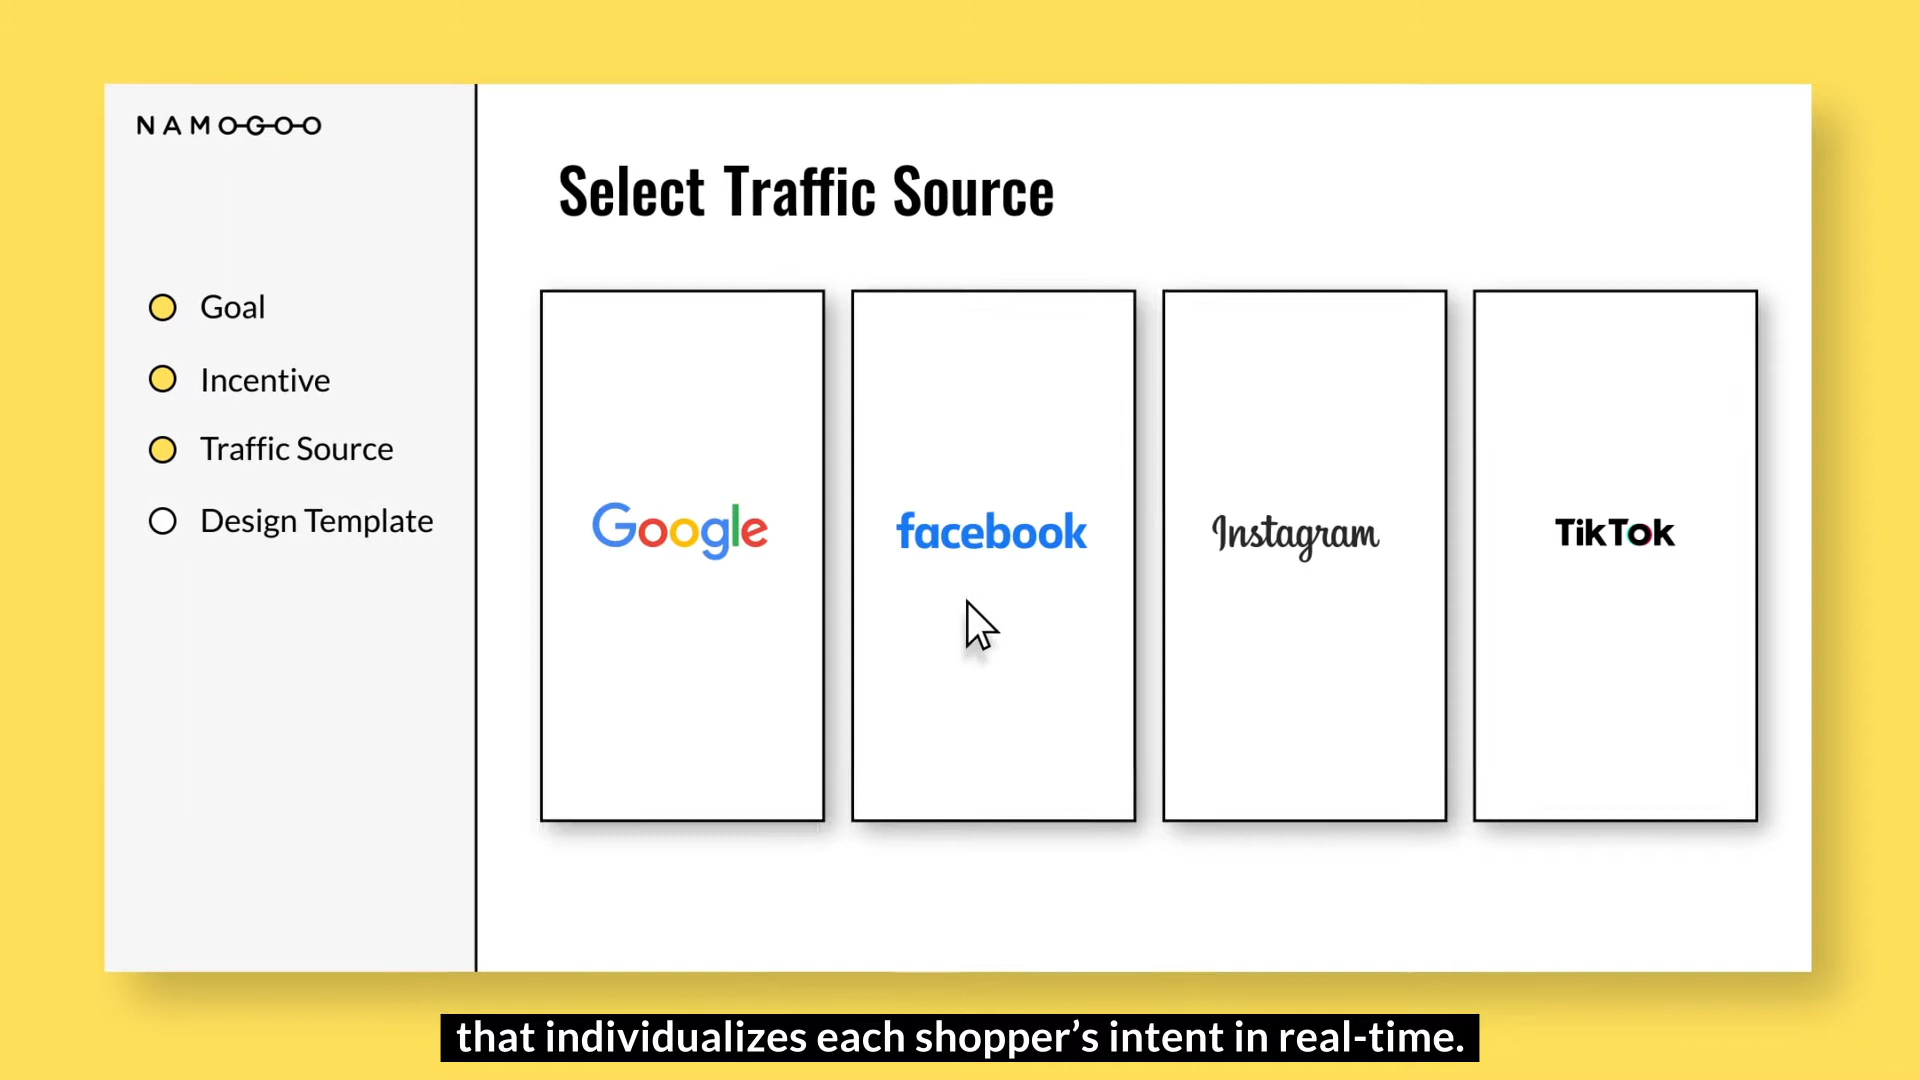 NAMOGOO
Select Traffic Source
Goal
Incentive
Traffic Source
Design Template
Google
facebook
Instagram
TikTok
that individualizes each shopper’s intent in real-time.